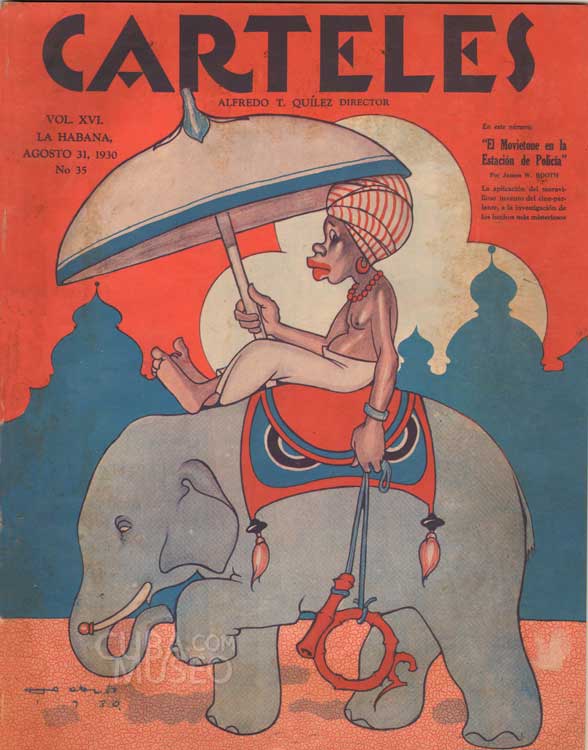 CARTELES
ALFREDO T. QUÍLEZ DIRECTOR
VOL. XVI.
LA HABANA,
AGOSTO 31, 1930
No 35
En este número:
"El Movietone en la
Estación de Policía"
Por James W. BOOTH
La aplicación del maravi-
lloso invento del cine-par-
lante, a la investigación de
los hechos más misteriosos
CUBA.COM
MUSEO
1930